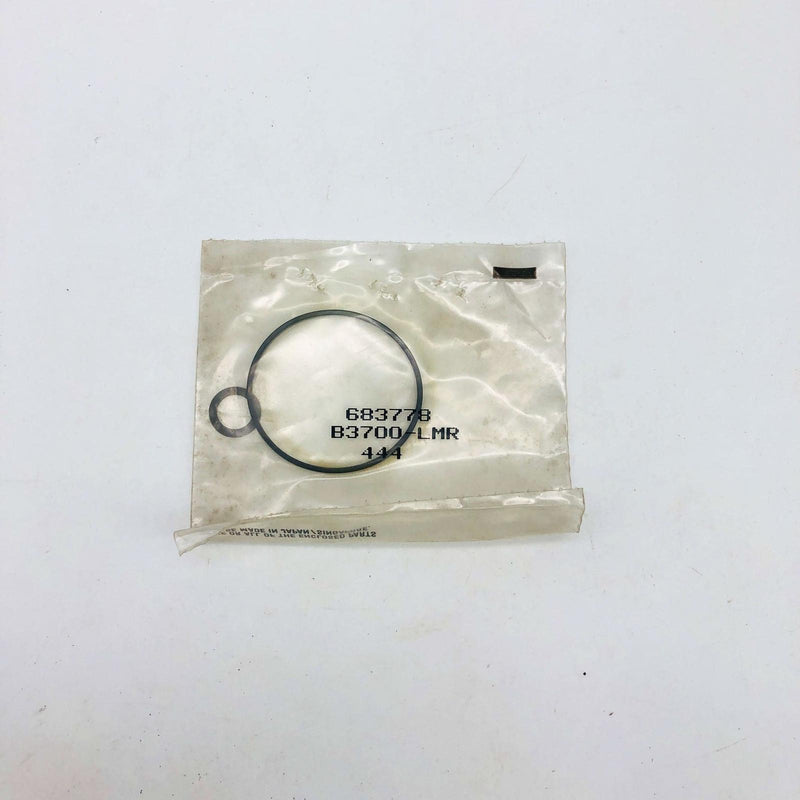 683778
B3700-LMR
444
MADE IN JAPAN/SINGAPORE.
OR ALL OF THE ENCLOSED PARTS